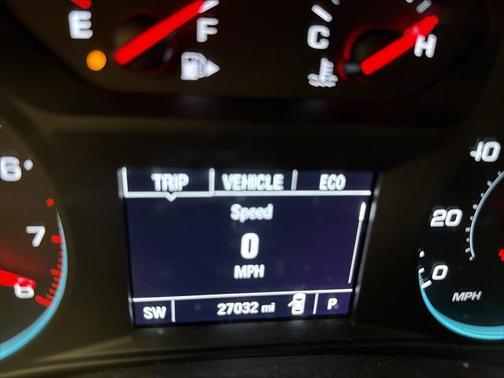 E F C H
6
7
8
TRIP VEHICLE ECO
Speed
0
MPH
SW 27032 mi P
40
20
0
MPH